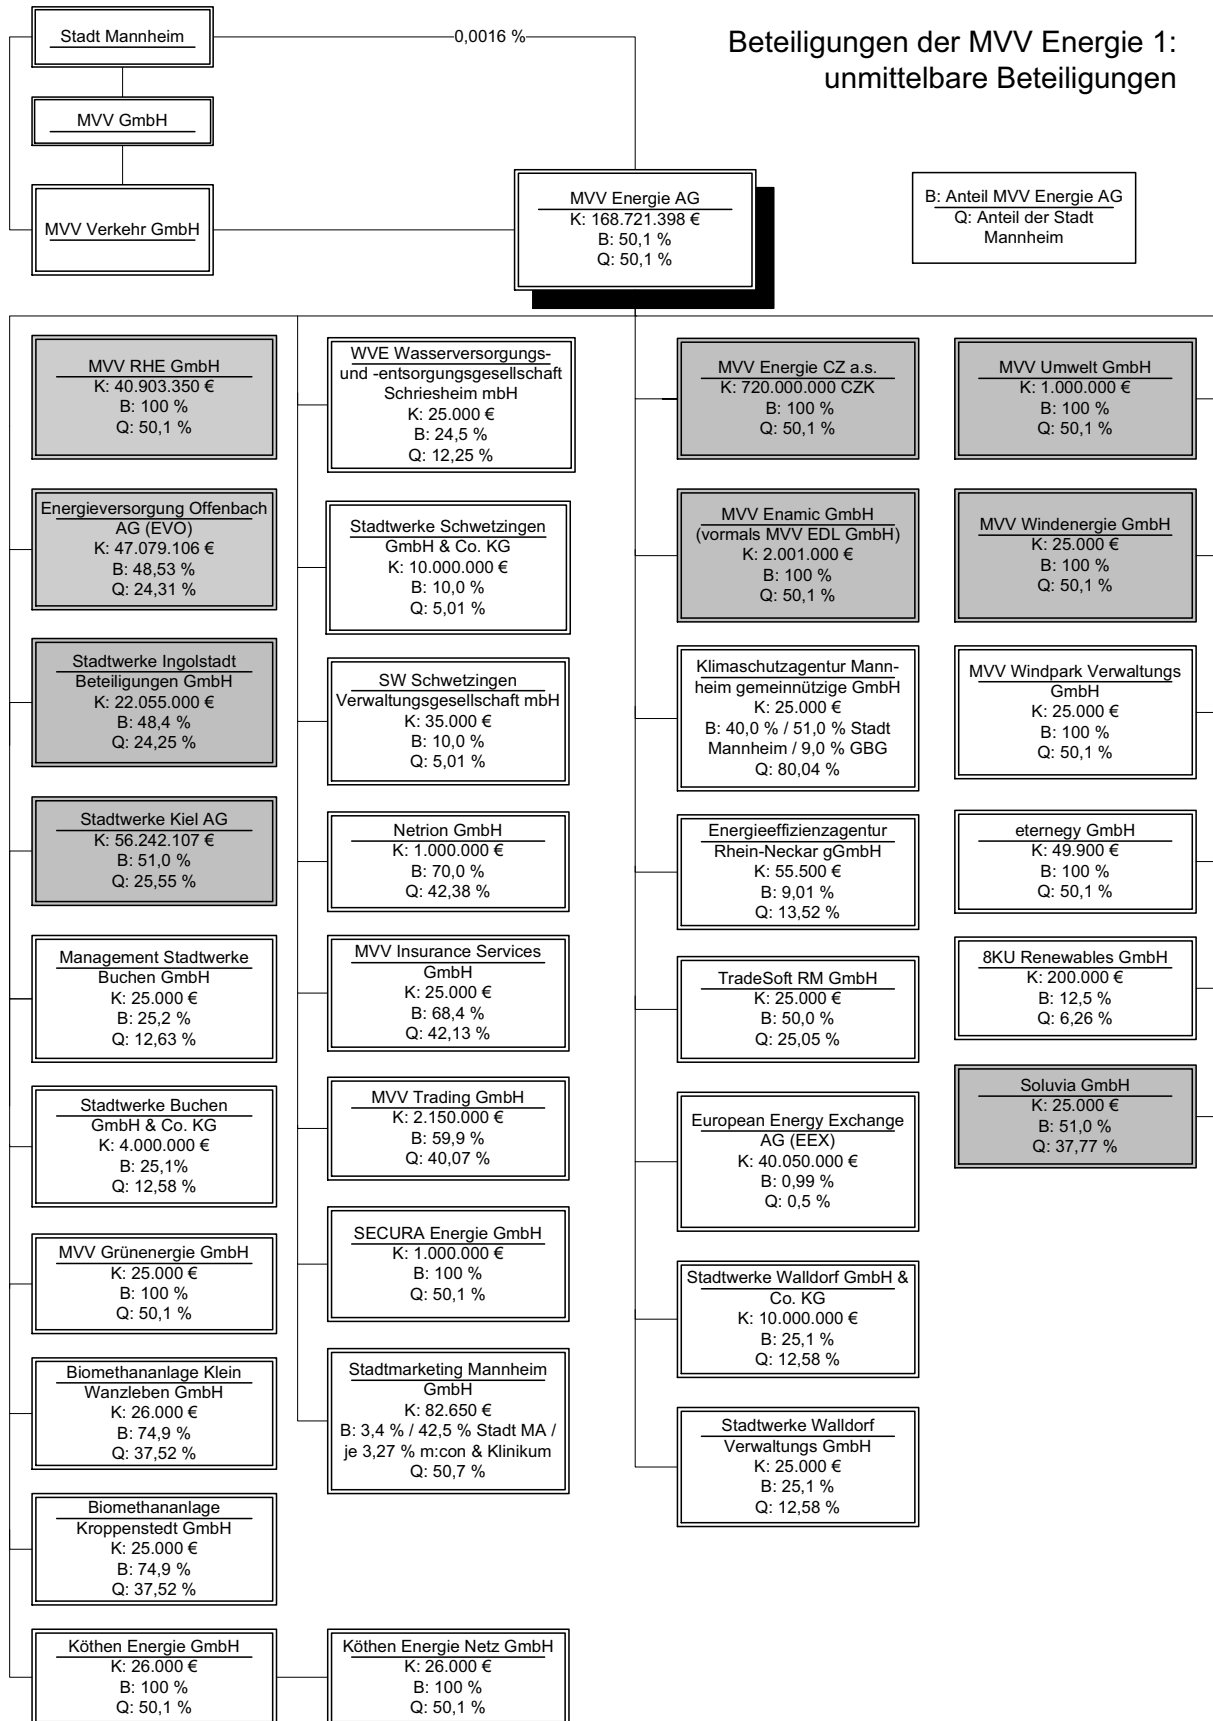 Stadt Mannheim
0,0016 %
Beteiligungen der MVV Energie 1:
unmittelbare Beteiligungen
MVV GmbH
MVV Verkehr GmbH
MVV Energie AG
K: 168.721.398 €
B: 50,1 %
Q: 50,1 %
B: Anteil MVV Energie AG
Q: Anteil der Stadt
Mannheim
MVV RHE GmbH
K: 40.903.350 €
B: 100 %
Q: 50,1 %
Energieversorgung Offenbach
AG (EVO)
K: 47.079.106 €
B: 48,53 %
Q: 24,31 %
Stadtwerke Ingolstadt
Beteiligungen GmbH
K: 22.055.000 €
B: 48,4 %
Q: 24,25 %
Stadtwerke Kiel AG
K: 56.242.107 €
B: 51,0 %
Q: 25,55 %
Management Stadtwerke
Buchen GmbH
K: 25.000 €
B: 25,2 %
Q: 12,63 %
Stadtwerke Buchen
GmbH & Co. KG
K: 4.000.000 €
B: 25,1%
Q: 12,58 %
MVV Grünenergie GmbH
K: 25.000 €
B: 100 %
Q: 50,1 %
Biomethananlage Klein
Wanzleben GmbH
K: 26.000 €
B: 74,9 %
Q: 37,52 %
Biomethananlage
Kroppenstedt GmbH
K: 25.000 €
B: 74,9 %
Q: 37,52 %
Köthen Energie GmbH
K: 26.000 €
B: 100 %
Q: 50,1 %
WVE Wasserversorgungs-
und -entsorgungsgesellschaft
Schriesheim mbH
K: 25.000 €
B: 24,5 %
Q: 12,25 %
Stadtwerke Schwetzingen
GmbH & Co. KG
K: 10.000.000 €
B: 10,0 %
Q: 5,01 %
SW Schwetzingen
Verwaltungsgesellschaft mbH
K: 35.000 €
B: 10,0 %
Q: 5,01 %
Netrion GmbH
K: 1.000.000 €
B: 70,0 %
Q: 42,38 %
MVV Insurance Services
GmbH
K: 25.000 €
B: 68,4 %
Q: 42,13 %
MVV Trading GmbH
K: 2.150.000 €
B: 59,9 %
Q: 40,07 %
SECURA Energie GmbH
K: 1.000.000 €
B: 100 %
Q: 50,1 %
Stadtmarketing Mannheim
GmbH
K: 82.650 €
B: 3,4 % / 42,5 % Stadt MA /
je 3,27 % m:con & Klinikum
Q: 50,7 %
Köthen Energie Netz GmbH
K: 26.000 €
B: 100 %
Q: 50,1 %
MVV Energie CZ a.s.
K: 720.000.000 CZK
B: 100 %
Q: 50,1 %
MVV Enamic GmbH
(vormals MVV EDL GmbH)
K: 2.001.000 €
B: 100 %
Q: 50,1 %
Klimaschutzagentur Mann-
heim gemeinnützige GmbH
K: 25.000 €
B: 40,0 % / 51,0 % Stadt
Mannheim / 9,0 % GBG
Q: 80,04 %
Energieeffizienzagentur
Rhein-Neckar gGmbH
K: 55.500 €
B: 9,01 %
Q: 13,52 %
TradeSoft RM GmbH
K: 25.000 €
B: 50,0 %
Q: 25,05 %
European Energy Exchange
AG (EEX)
K: 40.050.000 €
B: 0,99 %
Q: 0,5 %
Stadtwerke Walldorf GmbH &
Co. KG
K: 10.000.000 €
B: 25,1 %
Q: 12,58 %
Stadtwerke Walldorf
Verwaltungs GmbH
K: 25.000 €
B: 25,1 %
Q: 12,58 %
MVV Umwelt GmbH
K: 1.000.000 €
B: 100 %
Q: 50,1 %
MVV Windenergie GmbH
K: 25.000 €
B: 100 %
Q: 50,1 %
MVV Windpark Verwaltungs
GmbH
K: 25.000 €
B: 100 %
Q: 50,1 %
eternegy GmbH
K: 49.900 €
B: 100 %
Q: 50,1 %
8KU Renewables GmbH
K: 200.000 €
B: 12,5 %
Q: 6,26 %
Soluvia GmbH
K: 25.000 €
B: 51,0 %
Q: 37,77 %